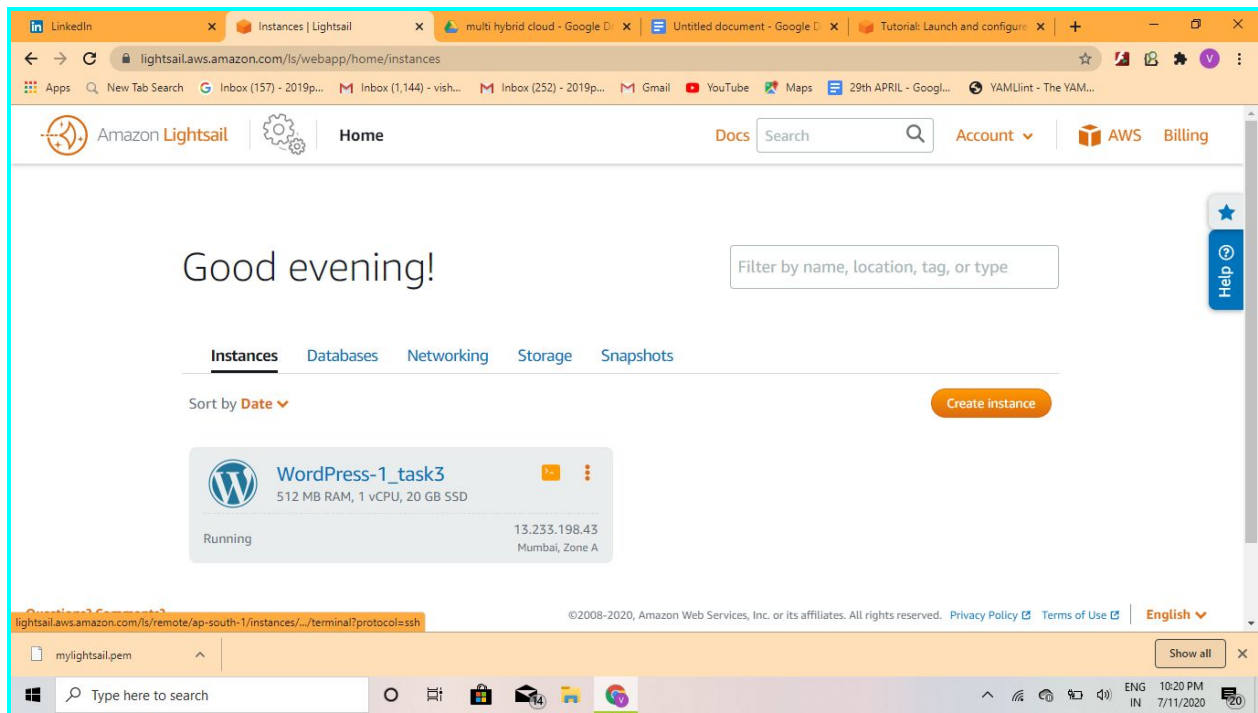 LinkedIn
Instances | Lightsail
multi hybrid cloud - Google D
Untitled document - Google D
Tutorial: Launch and configure
lightsail.aws.amazon.com/ls/webapp/home/instances
V
Apps
New Tab Search
Inbox (157) - 2019p...
Inbox (1,144) - vish...
Inbox (252) - 2019p...
Gmail
YouTube
Maps
29th APRIL - Googl...
YAMLlint - The YAM...
Amazon Lightsail
Home
Docs
Search
Account
AWS
Billing
Help
Good evening!
Filter by name, location, tag, or type
Instances
Databases
Networking
Storage
Snapshots
Sort by Date
Create instance
WordPress-1_task3
512 MB RAM, 1 vCPU, 20 GB SSD
Running
13.233.198.43
Mumbai, Zone A
Questions? Comments?
©2008-2020, Amazon Web Services, Inc. or its affiliates. All rights reserved.
Privacy Policy
Terms of Use
English
lightsail.aws.amazon.com/ls/remote/ap-south-1/instances/.../terminal?protocol=ssh
mylightsail.pem
Show all
Type here to search
14
V
ENG
IN
10:20 PM
7/11/2020
20